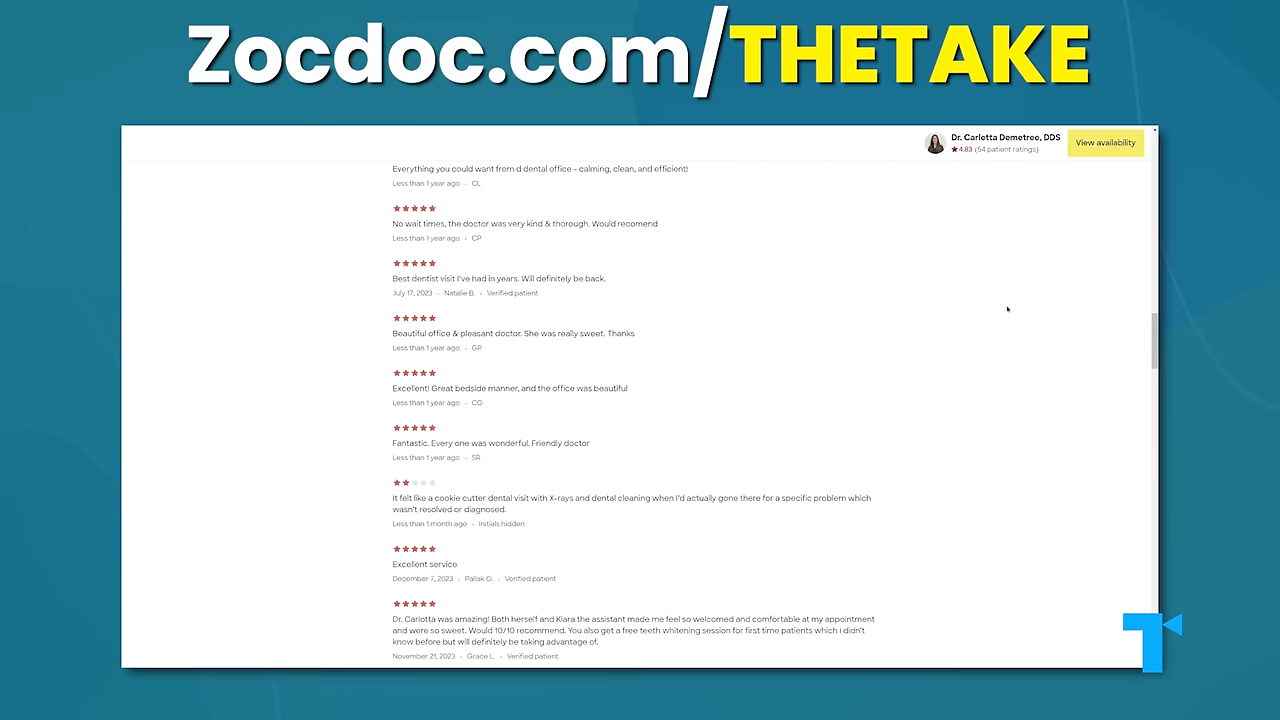 Zocdoc.com/THETAKE
Dr. Carletta Demetree, DDS
4.83 (54 patient ratings)
View availability
Everything you could want from d dental office - calming, clean, and efficient!
Less than 1 year ago · CL
No wait times, the doctor was very kind & thorough. Would recomend
Less than 1 year ago · CP
Best dentist visit I've had in years. Will definitely be back.
July 17, 2023 · Natalie B. · Verified patient
Beautiful office & pleasant doctor. She was really sweet. Thanks
Less than 1 year ago · GP
Excellent! Great bedside manner, and the office was beautiful
Less than 1 year ago · CG
Fantastic. Every one was wonderful. Friendly doctor
Less than 1 year ago · SR
It felt like a cookie cutter dental visit with X-rays and dental cleaning when I'd actually gone there for a specific problem which
wasn't resolved or diagnosed.
Less than 1 month ago · Initials hidden
Excellent service
December 7, 2023 · Pallak G. · Verified patient
Dr. Carlotta was amazing! Both herself and Kiara the assistant made me feel so welcomed and comfortable at my appointment
and were so sweet. Would 10/10 recommend. You also get a free teeth whitening session for first time patients which I didn't
know before but will definitely be taking advantage of.
November 21, 2023 · Grace L. · Verified patient